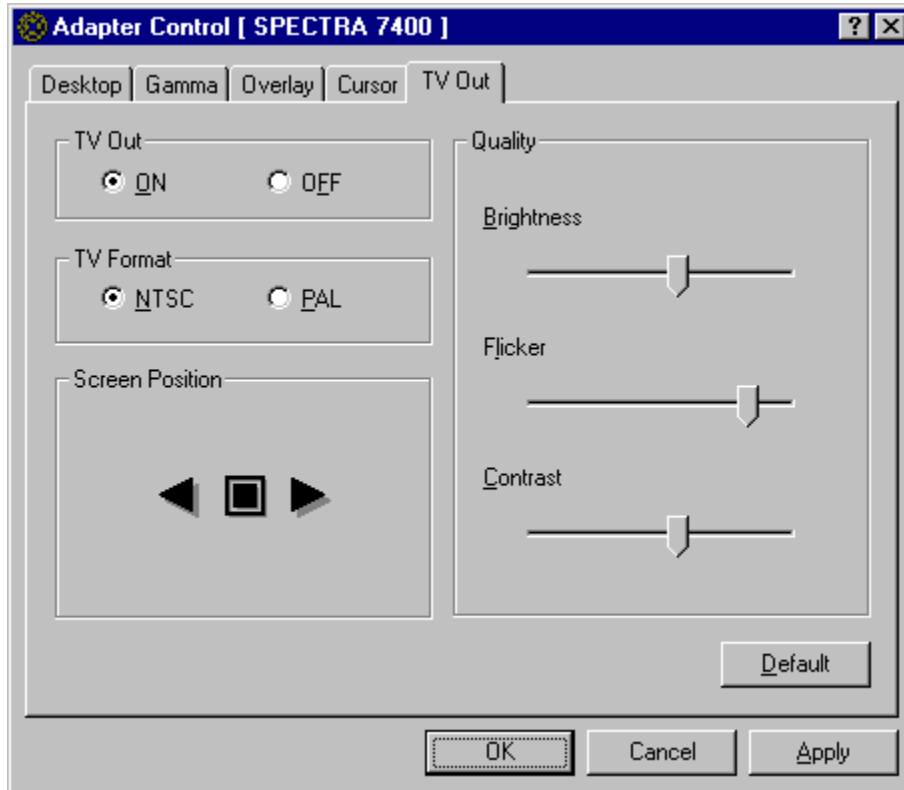 Adapter Control [ SPECTRA 7400 ]
Desktop Gamma Overlay Cursor TV Out
TV Out
ON OFF
TV Format
NTSC PAL
Screen Position
Quality
Brightness
Flicker
Contrast
Default
OK Cancel Apply